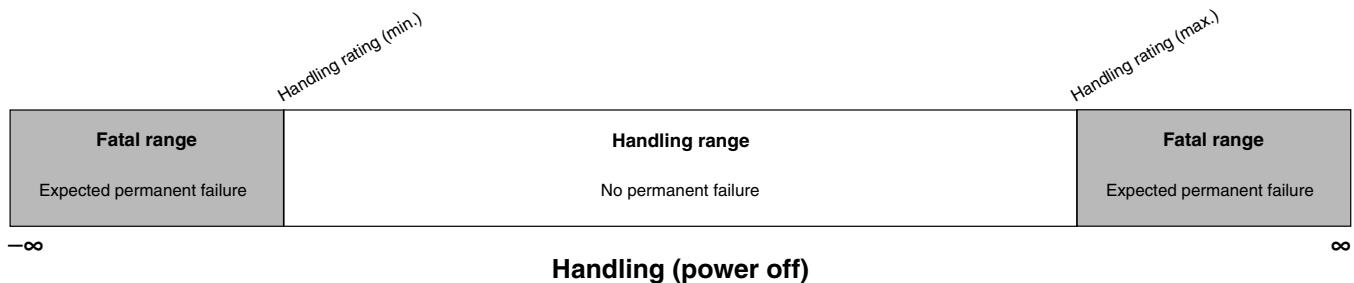 Handling rating (min.)
Handling rating (max.)
Fatal range
Handling range
Fatal range
Expected permanent failure
No permanent failure
Expected permanent failure
–∞
∞
Handling (power off)